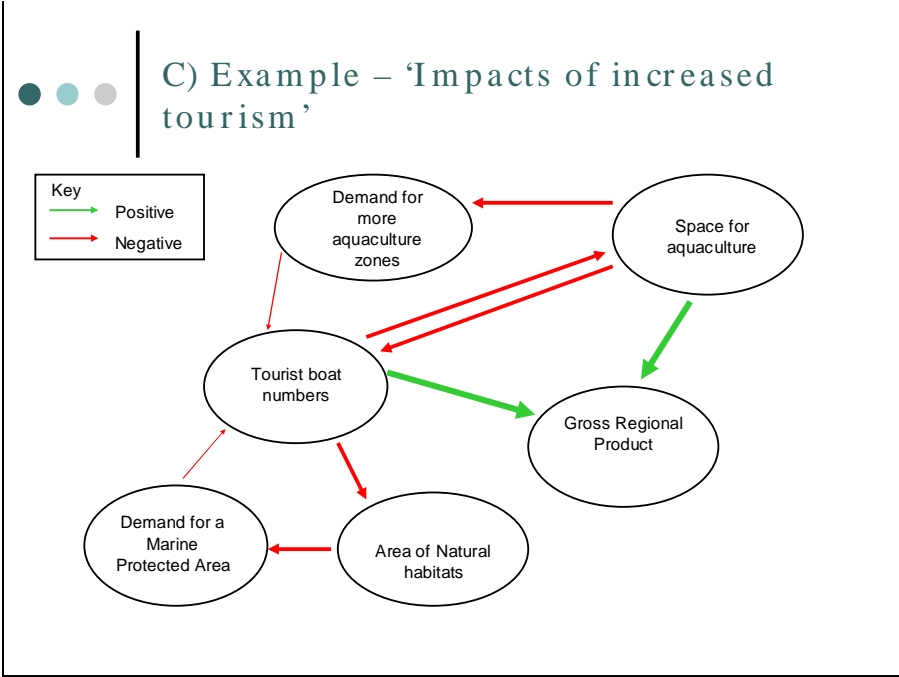 C) Example – ‘Impacts of increased
tourism’
Key
Positive
Negative
Demand for
more
aquaculture
zones
Space for
aquaculture
Tourist boat
numbers
Gross Regional
Product
Demand for a
Marine
Protected Area
Area of Natural
habitats